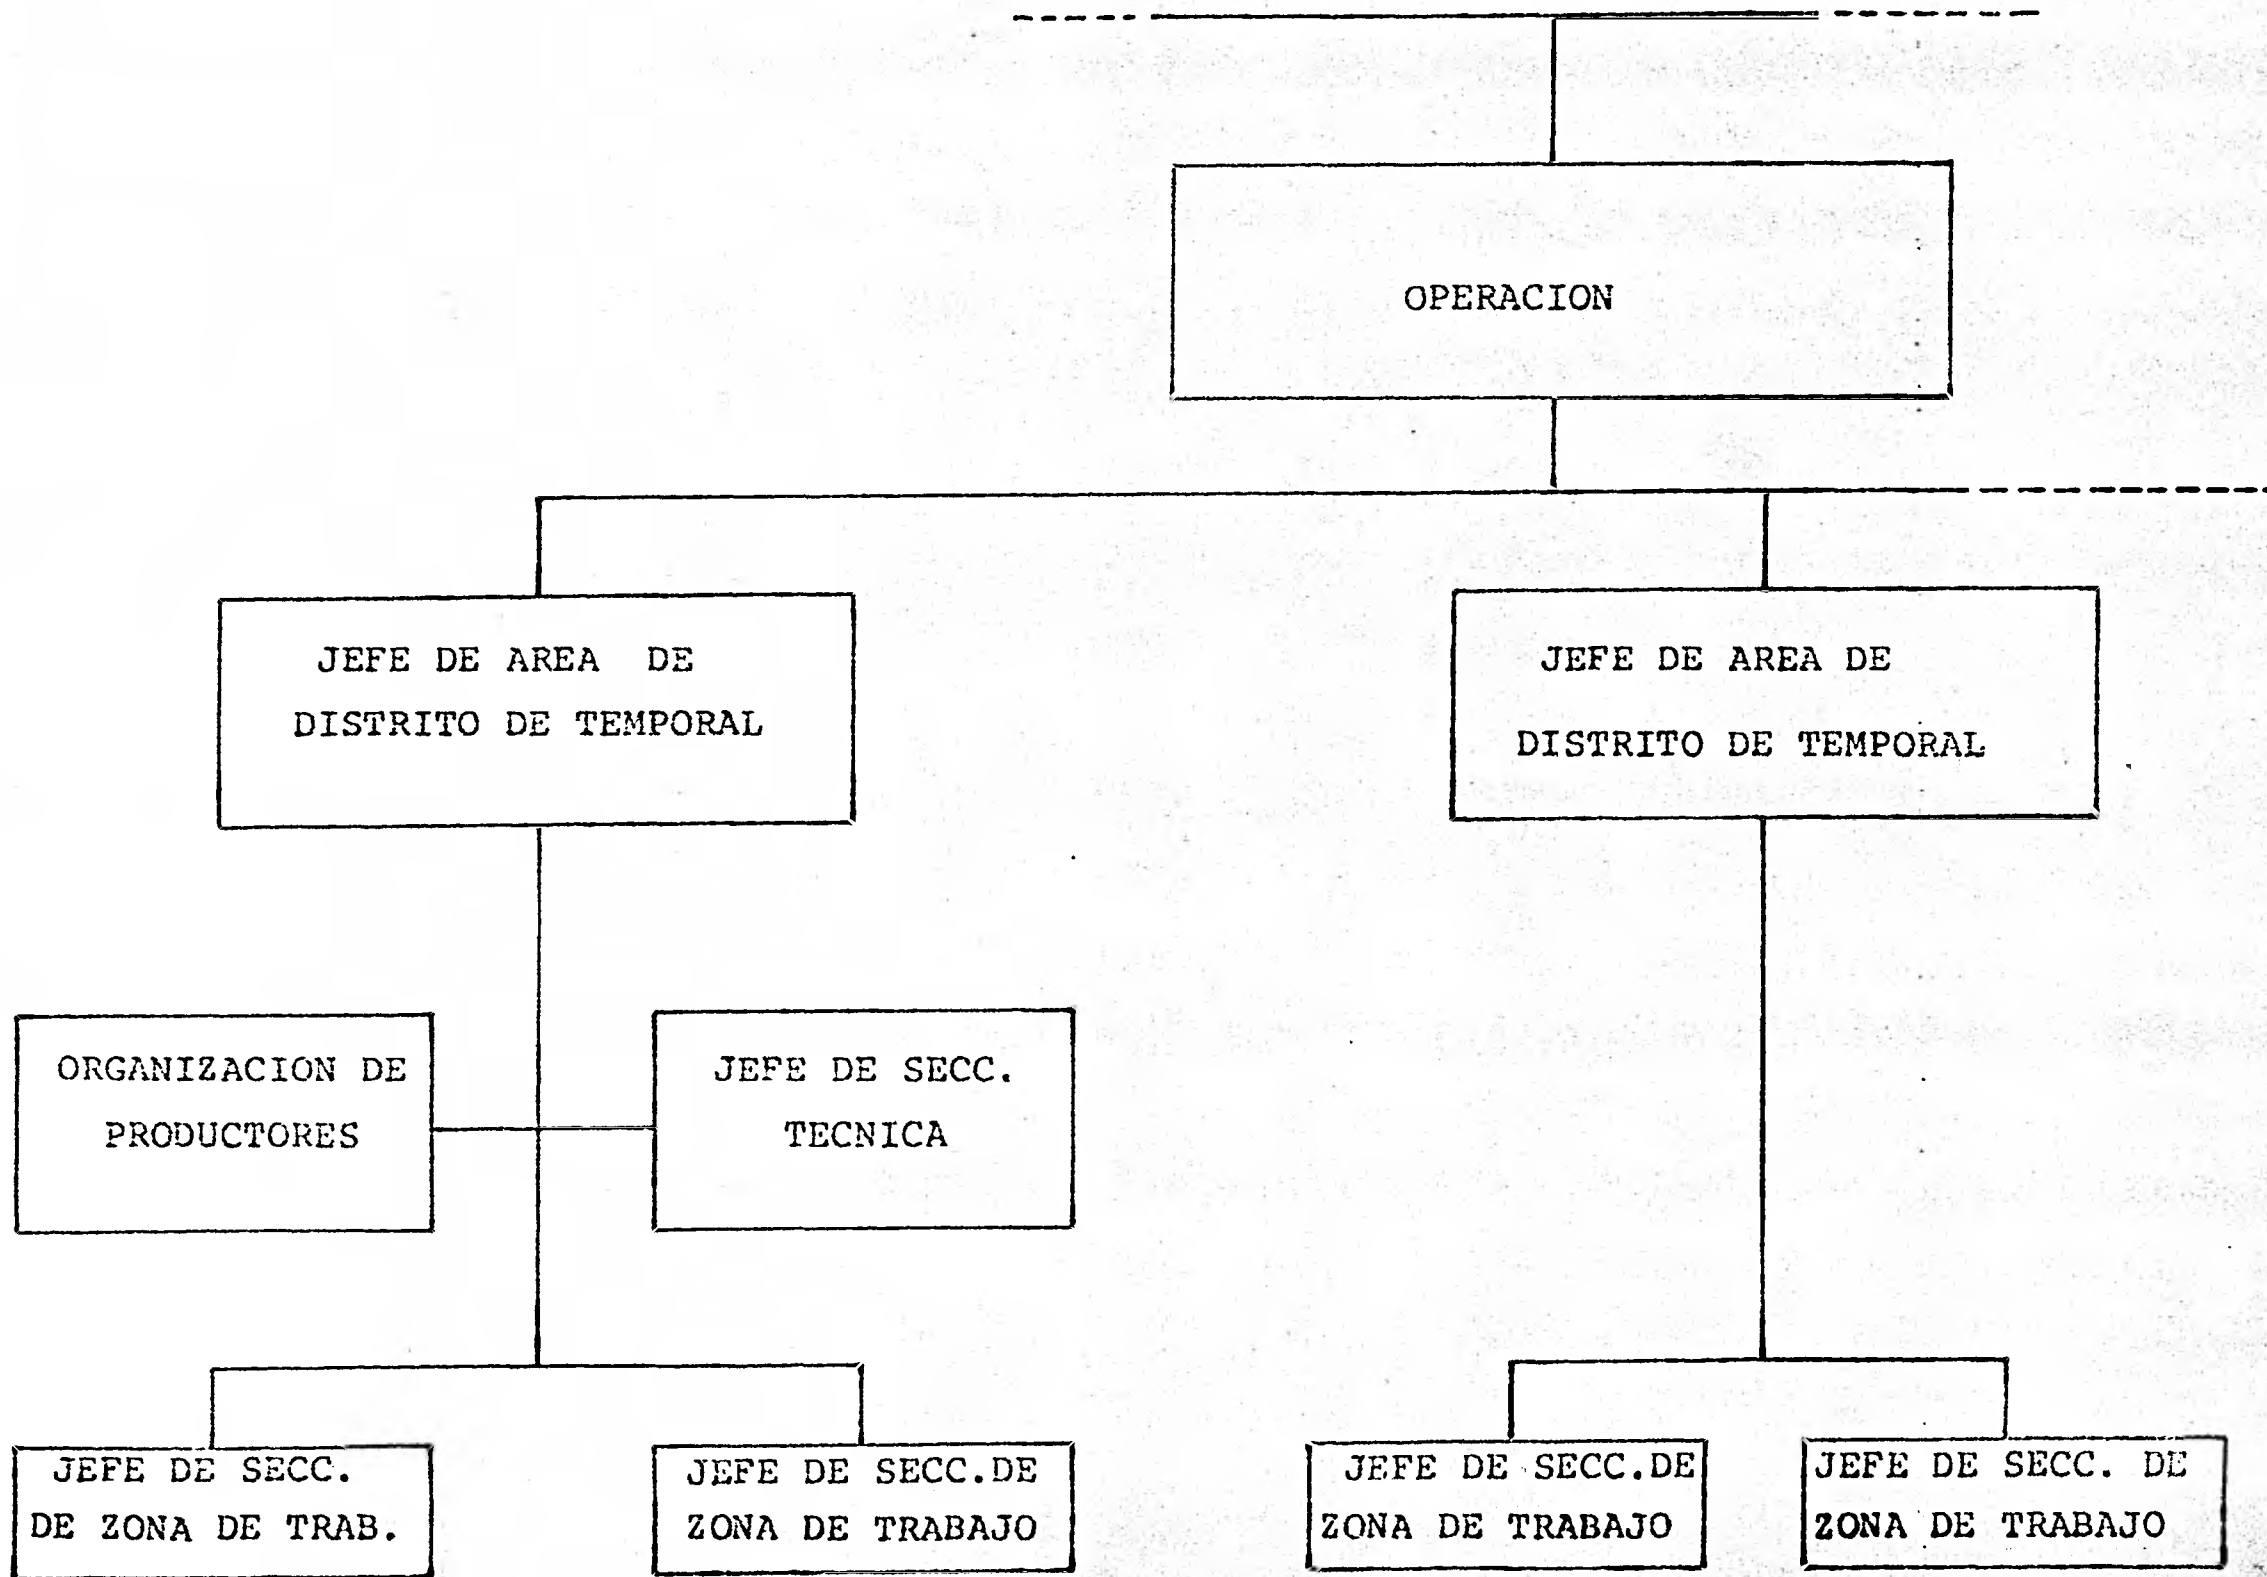 OPERACION
JEFE DE AREA DE
DISTRITO DE TEMPORAL
JEFE DE AREA DE
DISTRITO DE TEMPORAL
ORGANIZACION DE
PRODUCTORES
JEFE DE SECC.
TECNICA
JEFE DE SECC.
DE ZONA DE TRAB.
JEFE DE SECC.DE
ZONA DE TRABAJO
JEFE DE SECC.DE
ZONA DE TRABAJO
JEFE DE SECC. DE
ZONA DE TRABAJO